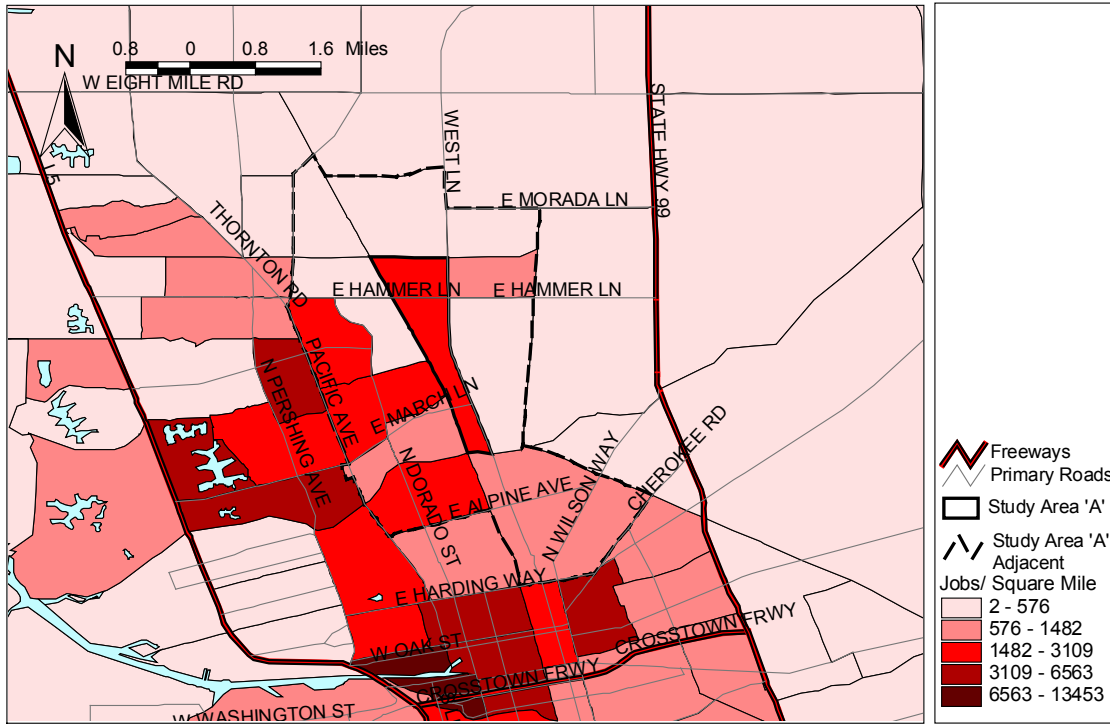 0.8 0 0.8 1.6 Miles
N
W EIGHT MILE RD
I5
WEST LN
STATE HWY 99
E MORADA LN
THORNTON RD
E HAMMER LN
E HAMMER LN
PACIFIC AVE
N PERSHING AVE
E MARCH LN
N DORADO ST
E ALPINE AVE
N WILSON WAY
CHEROKEE RD
E HARDING WAY
W OAK ST
CROSSTOWN FRWY
CROSSTOWN FRWY
W WASHINGTON ST
Freeways
Primary Roads
Study Area 'A'
Study Area 'A'
Adjacent
Jobs/ Square Mile
2 - 576
576 - 1482
1482 - 3109
3109 - 6563
6563 - 13453